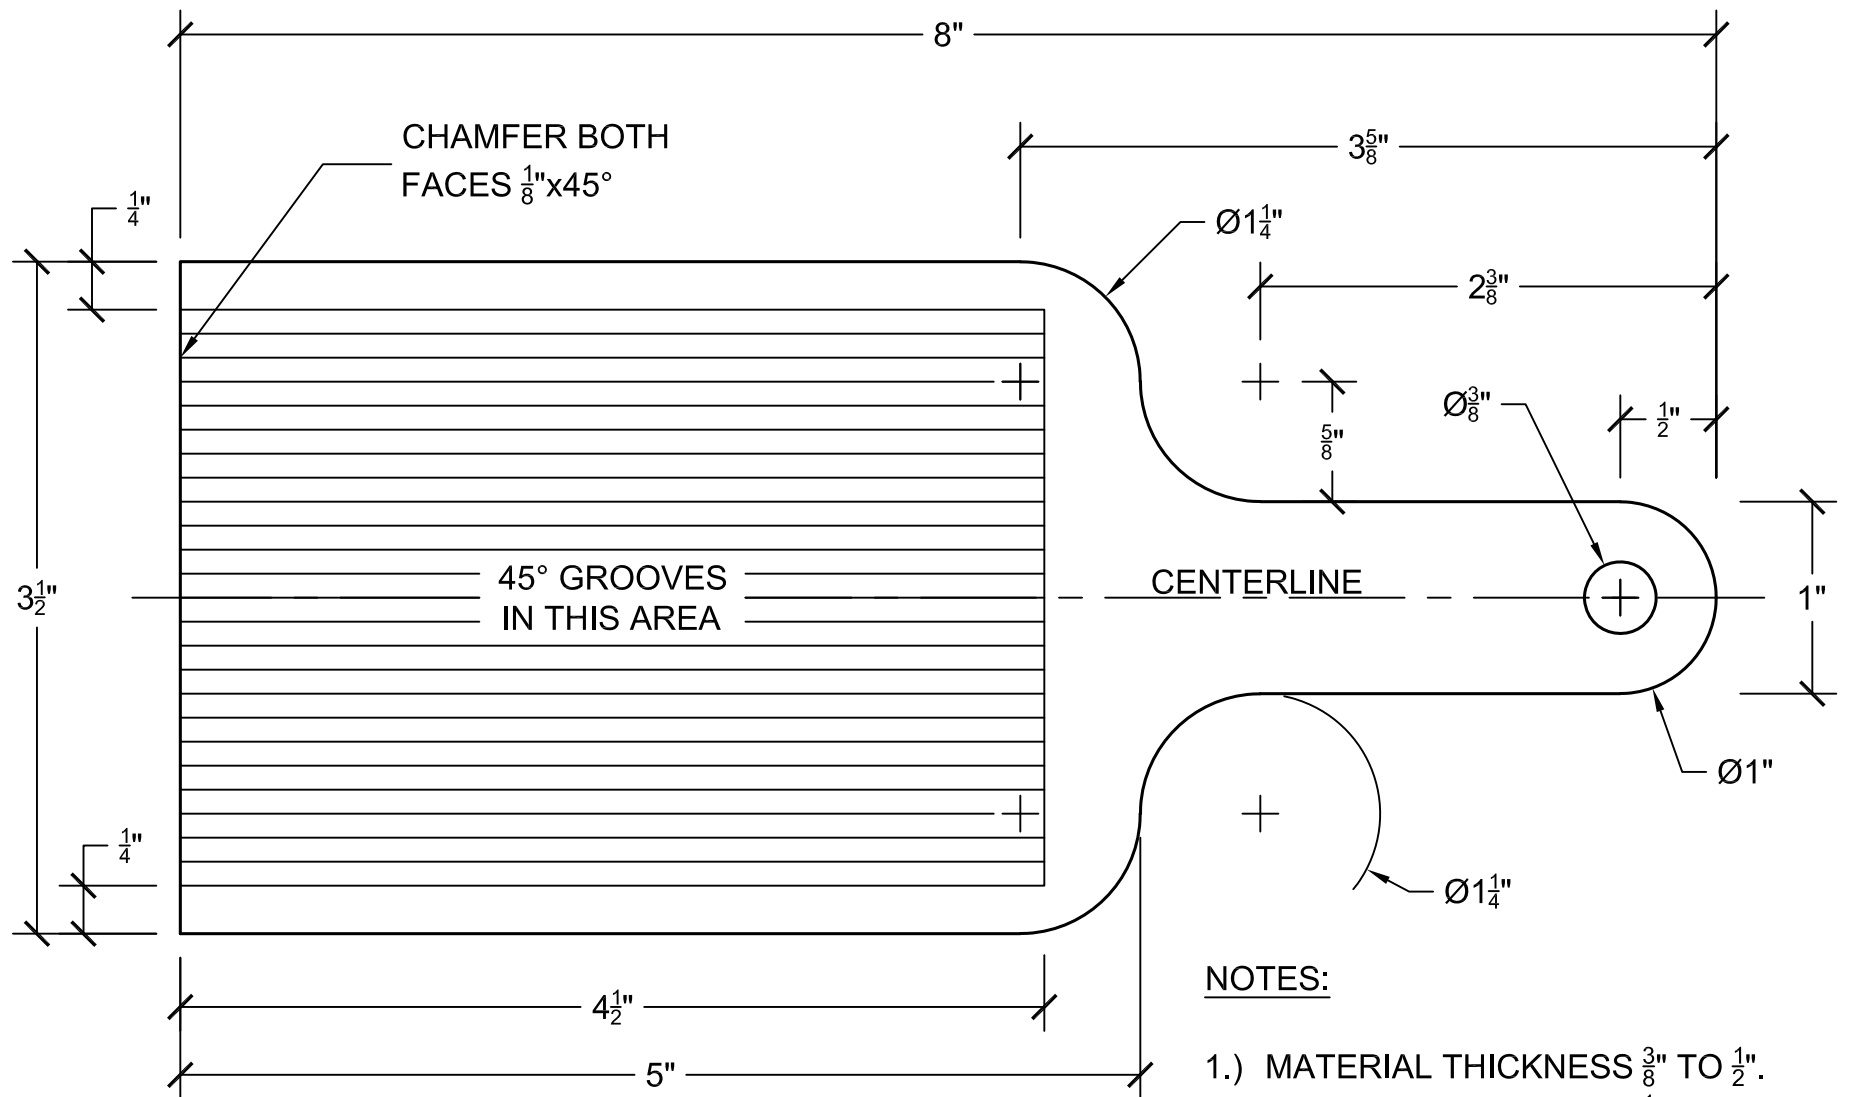 8"
CHAMFER BOTH
FACES 1/8"x45°
3 5/8"
1/4"
Ø1 1/4"
2 3/8"
Ø3/8"
1/2"
5/8"
45° GROOVES
IN THIS AREA
CENTERLINE
3 1/2"
1"
Ø1"
1/4"
Ø1 1/4"
NOTES:
4 1/2"
5"
1.) MATERIAL THICKNESS 3/8" TO 1/2".